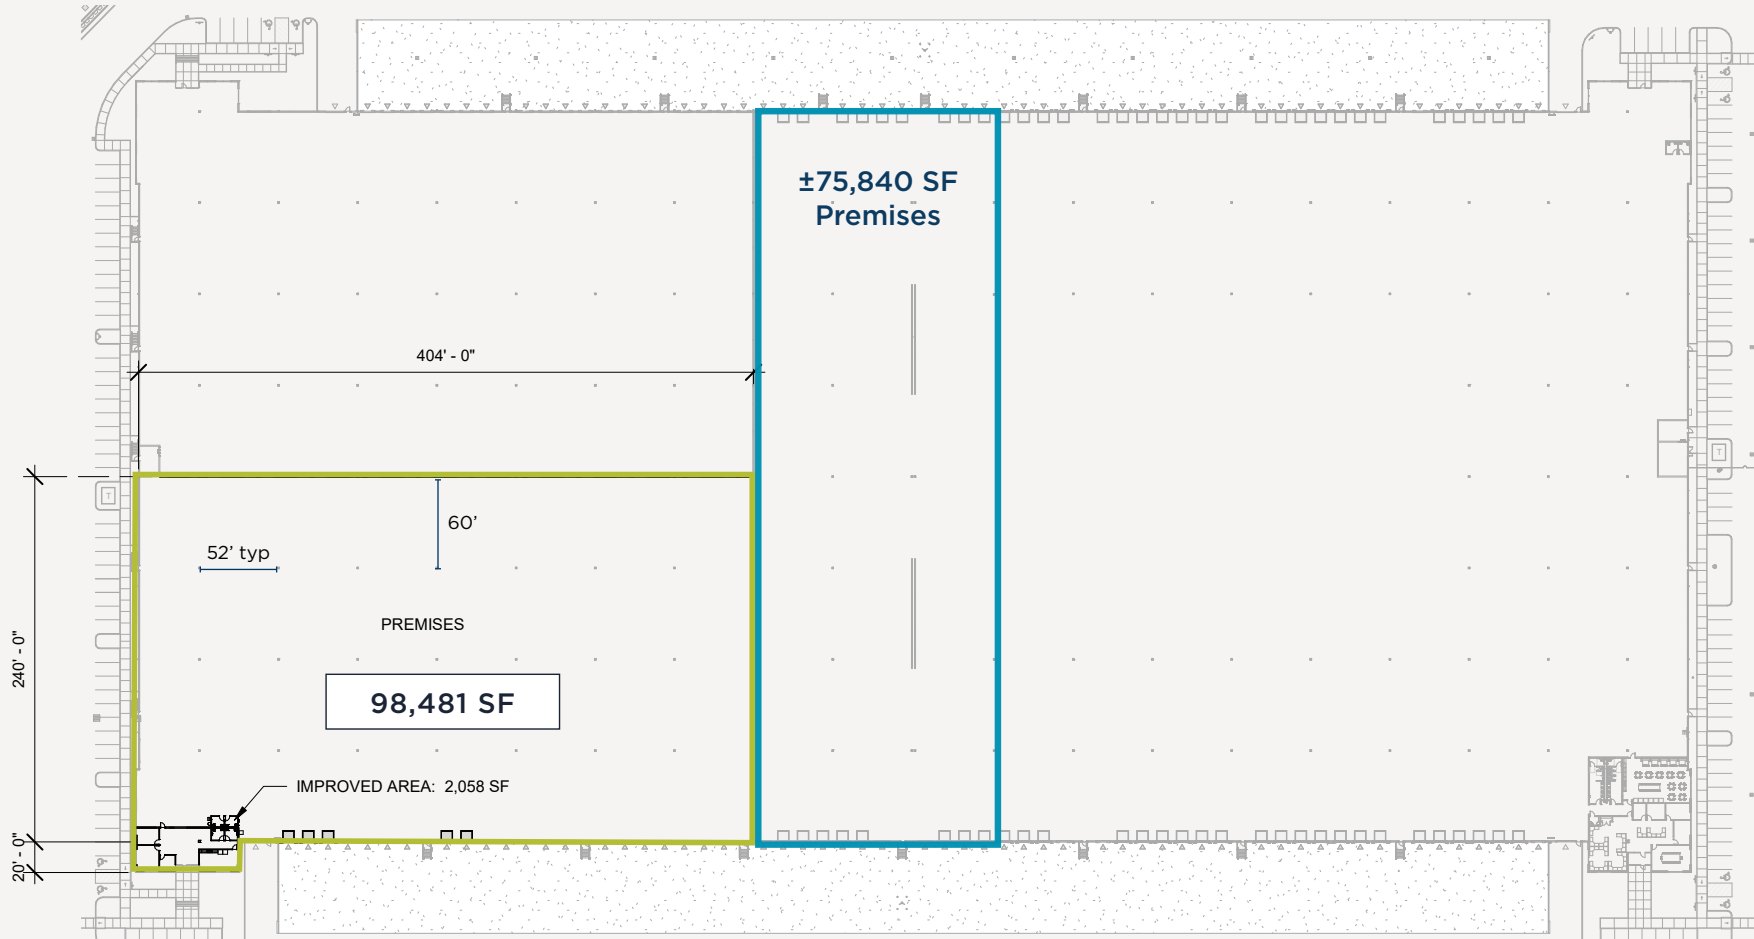 ±75,840 SF
Premises
404' - 0"
60’
52’ typ
PREMISES
240' - 0"
98,481 SF
IMPROVED AREA: 2,058 SF
20' - 0"
T
T